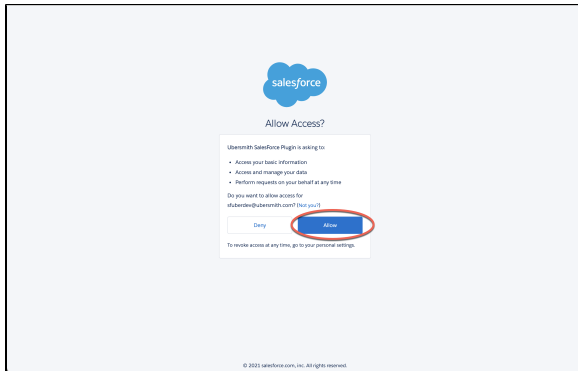 salesforce
Allow Access?
Ubersmith SalesForce Plugin is asking to:
• Access your basic information
• Access and manage your data
• Perform requests on your behalf at any time
Do you want to allow access for
sfuberdev@ubersmith.com? (Not you?)
Deny
Allow
To revoke access at any time, go to your personal settings.
© 2021 salesforce.com, inc. All rights reserved.